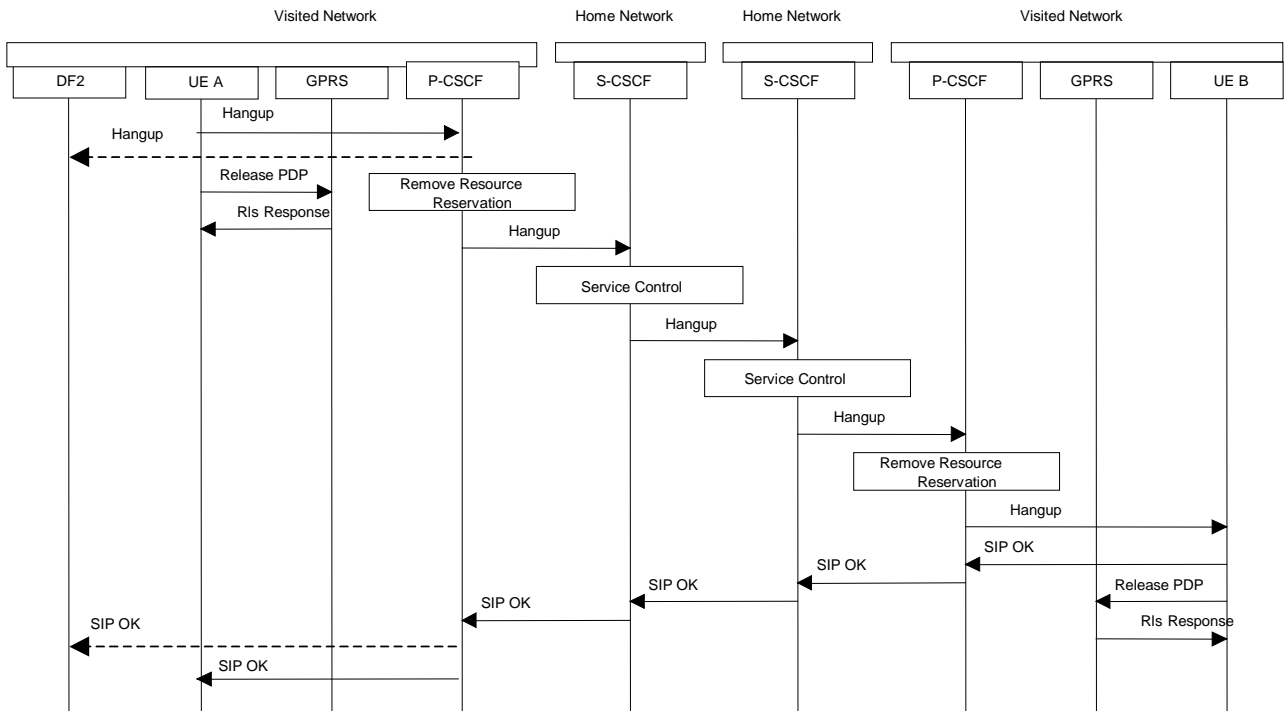 Visited Network
Home Network
Home Network
Visited Network
DF2
UE A
GPRS
P-CSCF
S-CSCF
S-CSCF
P-CSCF
GPRS
UE B
Hangup
Hangup
Release PDP
Remove Resource
Reservation
Rls Response
Hangup
Service Control
Hangup
Service Control
Hangup
Remove Resource
Reservation
Hangup
SIP OK
SIP OK
SIP OK
Release PDP
SIP OK
SIP OK
Rls Response
SIP OK